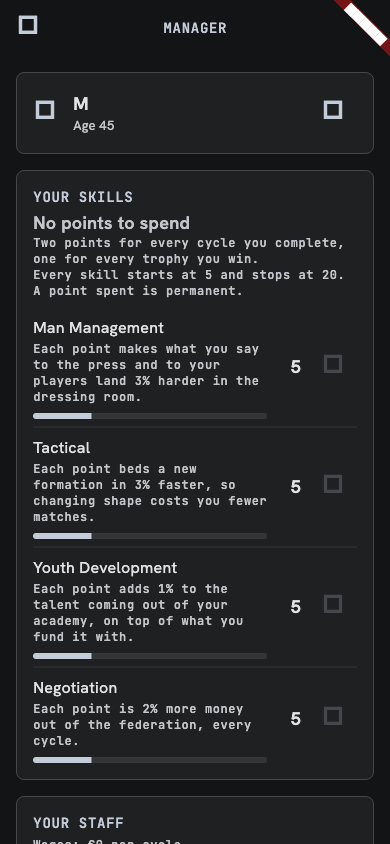 MANAGER
M
Age 45
YOUR SKILLS
No points to spend
Two points for every cycle you complete,
one for every trophy you win.
Every skill starts at 5 and stops at 20.
A point spent is permanent.
Man Management
Each point makes what you say
to the press and to your
players land 3% harder in the
dressing room.
5
Tactical
Each point beds a new
formation in 3% faster, so
changing shape costs you fewer
matches.
5
Youth Development
Each point adds 1% to the
talent coming out of your
academy, on top of what you
fund it with.
5
Negotiation
Each point is 2% more money
out of the federation, every
cycle.
5
YOUR STAFF
Wages: €0 per cycle